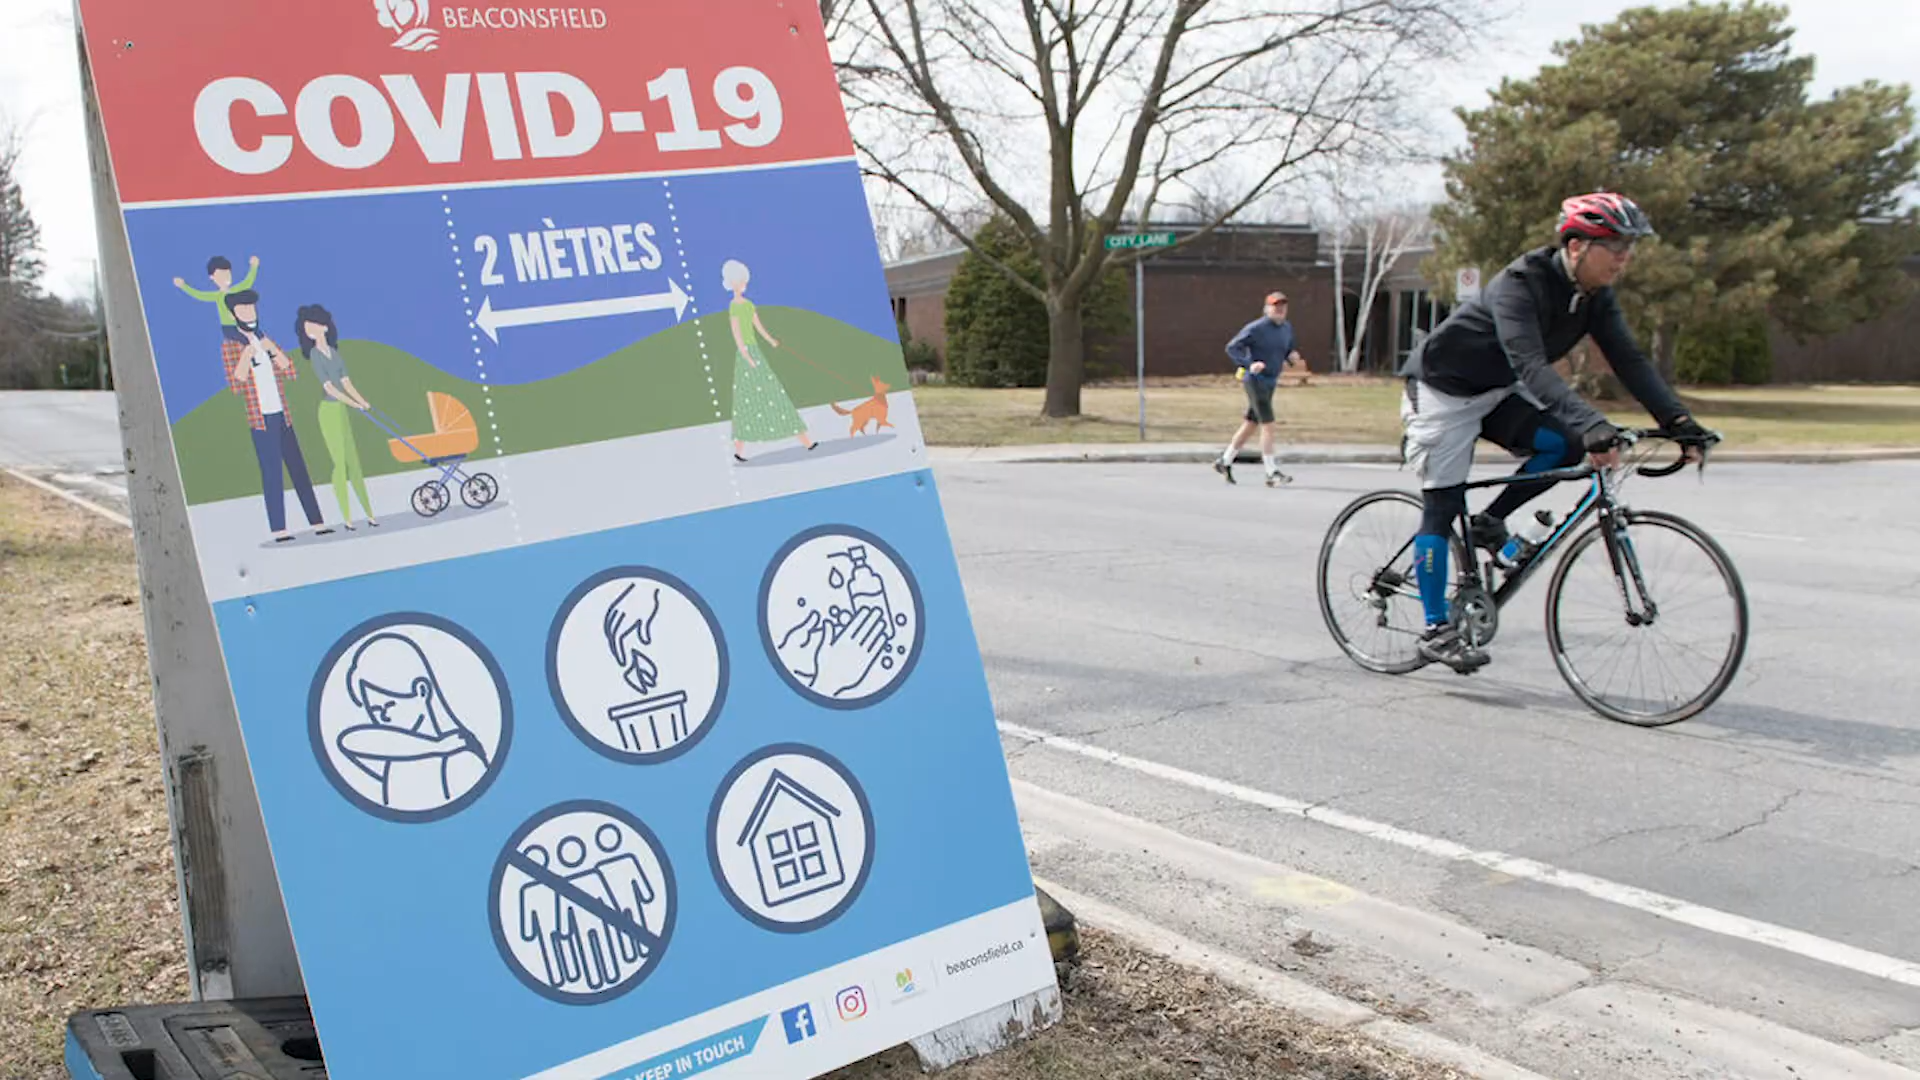 BEACONSFIELD
COVID-19
2 MÈTRES
CITY LANE
beaconsfield.ca
KEEP IN TOUCH